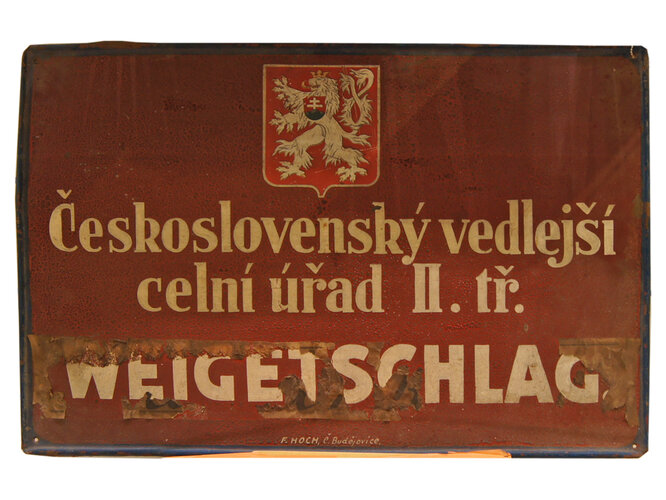 Československý vedlejší
celní úřad II. tř.
WEIGETSCHLAG.
F. HOCH, Č. Budějovice.